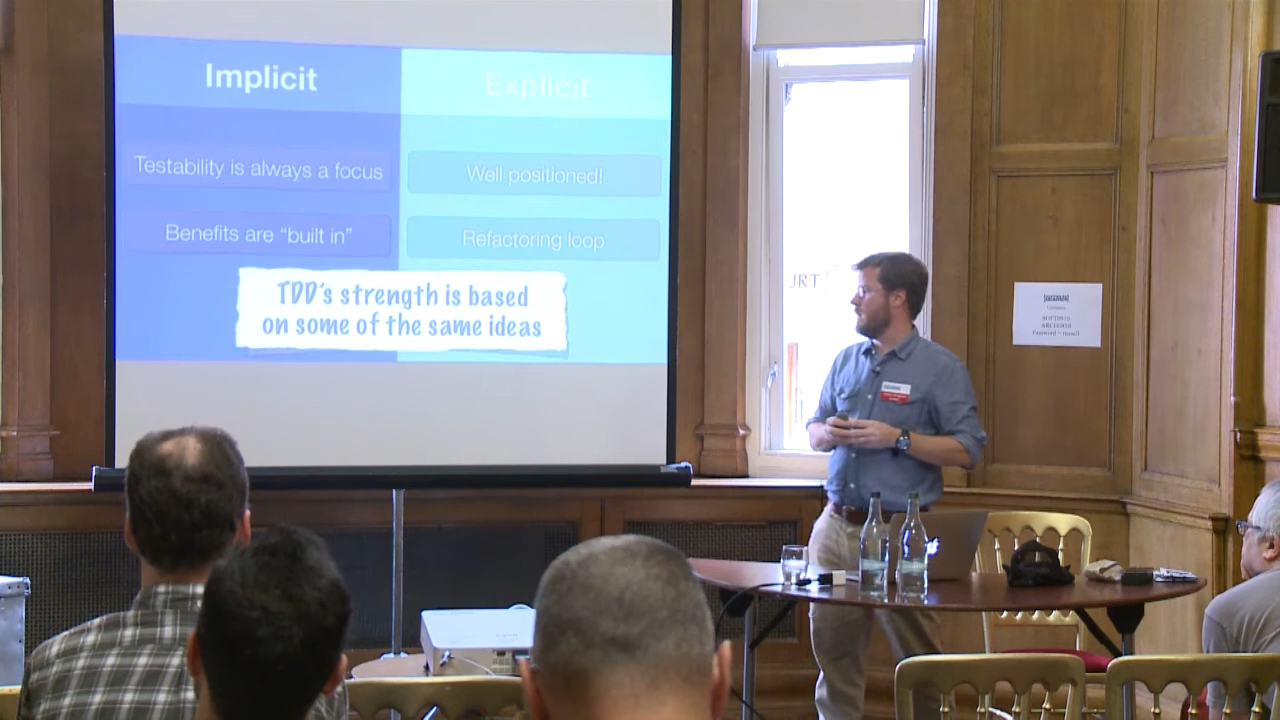 Implicit
Explicit
Testability is always a focus
Well positioned!
Benefits are “built in”
Refactoring loop
TDD’s strength is based
on some of the same ideas